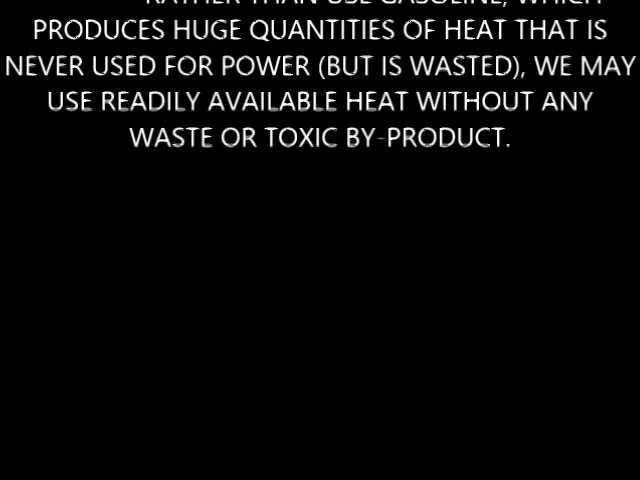 RATHER THAN USE GASOLINE, WHICH
PRODUCES HUGE QUANTITIES OF HEAT THAT IS
NEVER USED FOR POWER (BUT IS WASTED), WE MAY
USE READILY AVAILABLE HEAT WITHOUT ANY
WASTE OR TOXIC BY-PRODUCT.